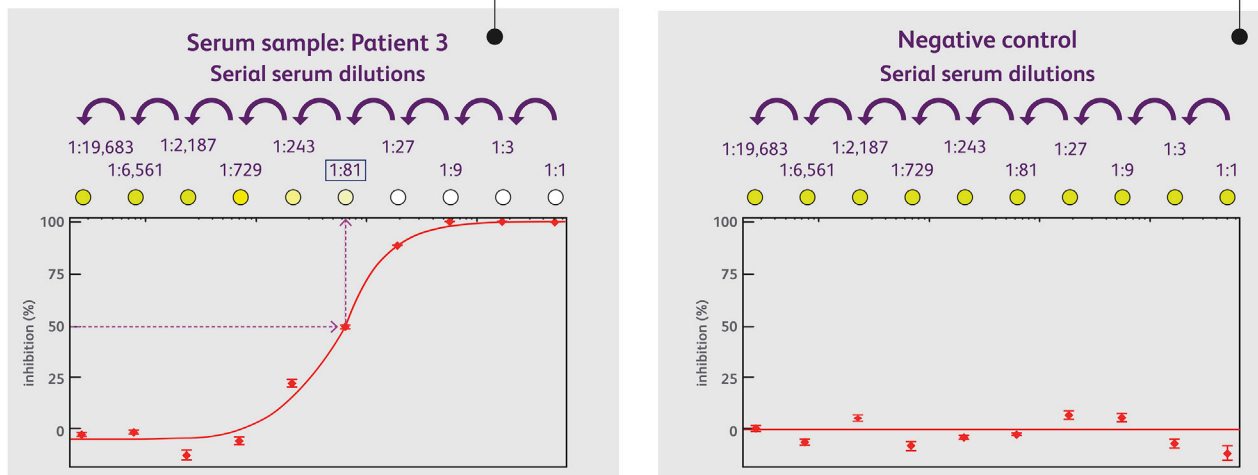 Serum sample: Patient 3
Serial serum dilutions
1:19,683 1:2,187 1:243 1:27 1:3
1:6,561 1:729 1:81 1:9 1:1
100
75
50
25
0
inhibition (%)
Negative control
Serial serum dilutions
1:19,683 1:2,187 1:243 1:27 1:3
1:6,561 1:729 1:81 1:9 1:1
100
75
50
25
0
inhibition (%)